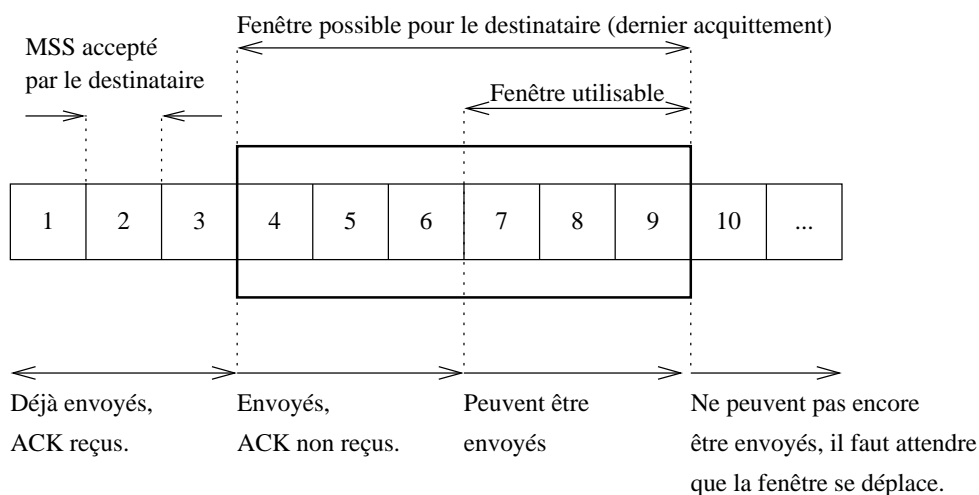 Fenêtre possible pour le destinataire (dernier acquittement)
MSS accepté
par le destinataire
Fenêtre utilisable
1 2 3 4 5 6 7 8 9 10 ...
Déjà envoyés,
ACK reçus.
Envoyés,
ACK non reçus.
Peuvent être
envoyés
Ne peuvent pas encore
être envoyés, il faut attendre
que la fenêtre se déplace.